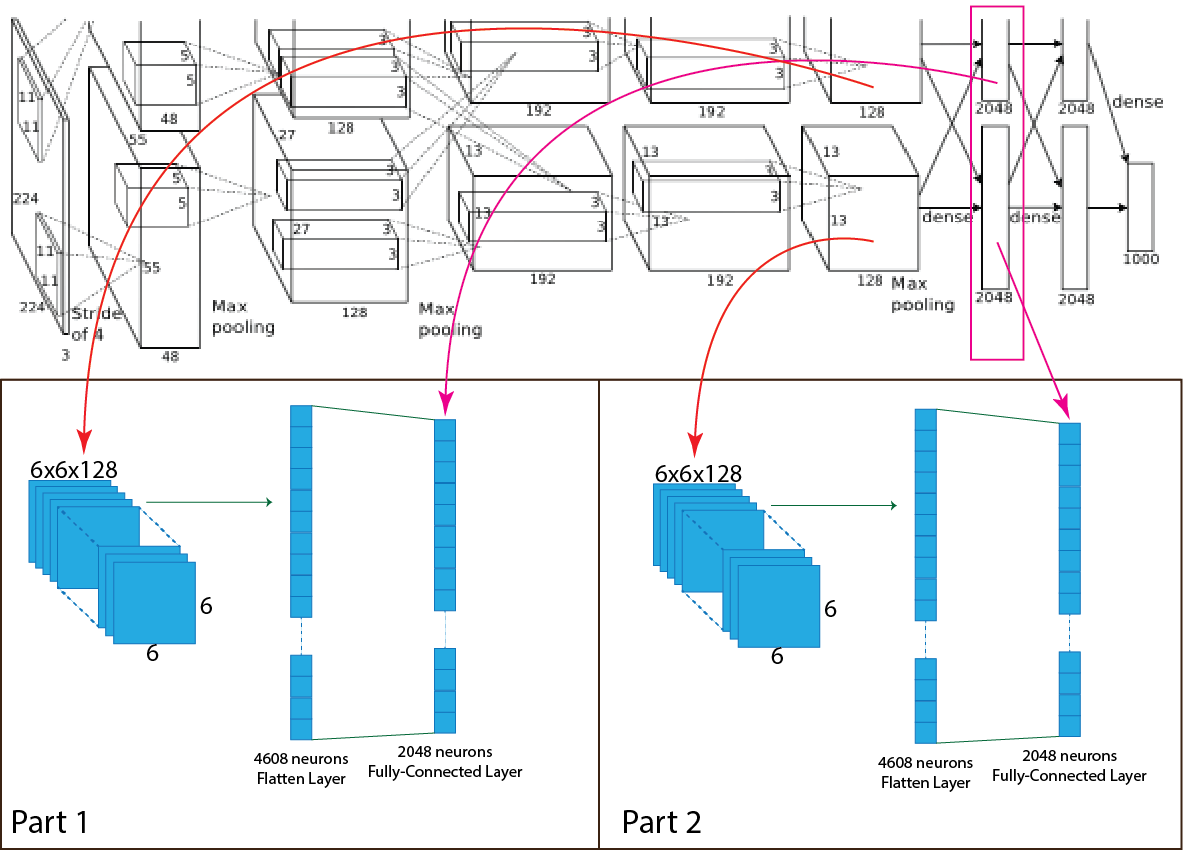 3
3
3
3
5
5
11
11
48
55
3
128
3
3
192
3
3
192
3
128
2048
2048
dense
27
5
5
3
3
13
13
3
3
13
3
3
13
13
13
224
11
11
55
27
3
3
192
192
128
dense
dense
1000
224
Stride
of 4
3
48
Max
pooling
128
Max
pooling
Max
pooling
2048
2048
6x6x128
6
6
4608 neurons
Flatten Layer
2048 neurons
Fully-Connected Layer
Part 1
6x6x128
6
6
4608 neurons
Flatten Layer
2048 neurons
Fully-Connected Layer
Part 2